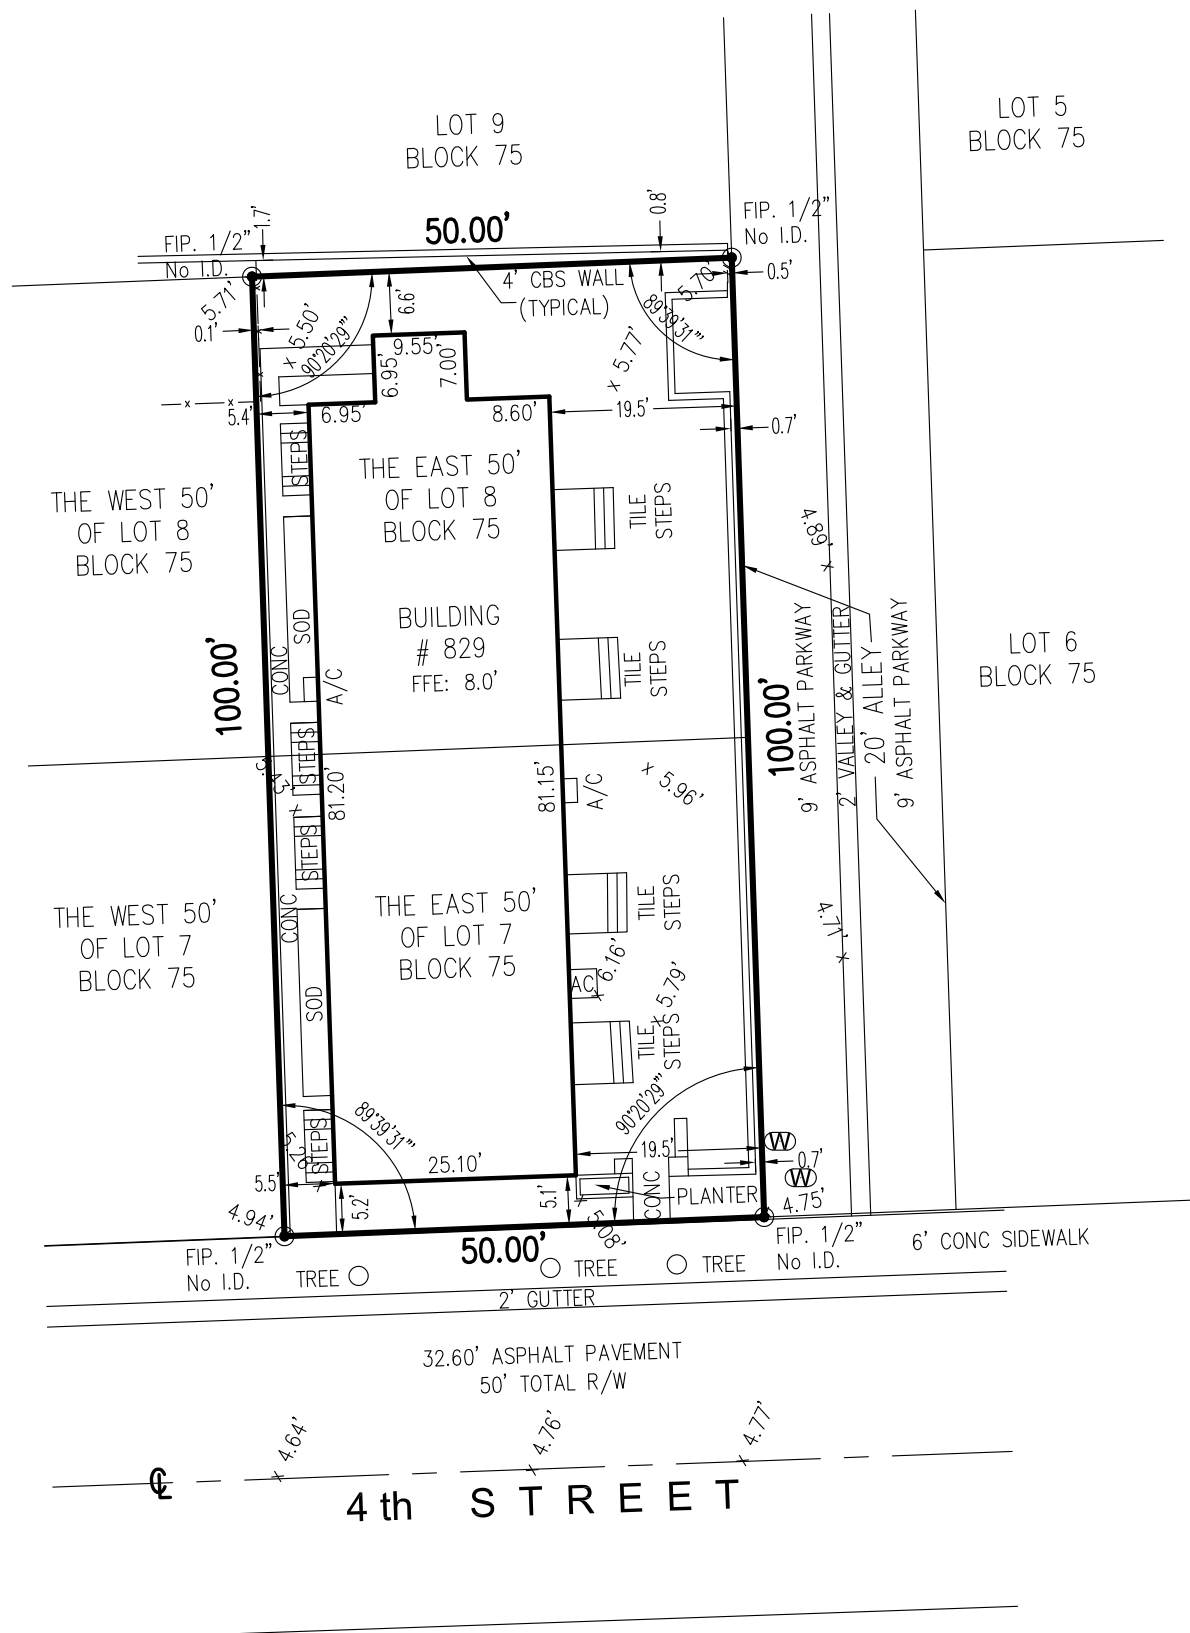 LOT 9
BLOCK 75
LOT 5
BLOCK 75
1.7'
0.8'
50.00'
FIP. 1/2"
No I.D.
FIP. 1/2"
No I.D.
5.71'
0.1'
x 5.50'
90°20'29"'
6.6'
4' CBS WALL
(TYPICAL)
5.70'
0.5'
89°39'31"'
x 5.77'
9.55'
6.95'
7.00'
x x
5.4'
6.95'
8.60'
19.5'
0.7'
STEPS
THE WEST 50'
OF LOT 8
BLOCK 75
THE EAST 50'
OF LOT 8
BLOCK 75
TILE
STEPS
4.89' x
SOD
CONC
A/C
BUILDING
# 829
FFE: 8.0'
TILE
STEPS
100.00'
100.00'
9' ASPHALT PARKWAY
2' VALLEY & GUTTER
20' ALLEY
9' ASPHALT PARKWAY
LOT 6
BLOCK 75
STEPS
81.20'
81.15'
A/C
x 5.96'
STEPS
CONC
THE WEST 50'
OF LOT 7
BLOCK 75
THE EAST 50'
OF LOT 7
BLOCK 75
TILE
STEPS
4.71' x
AC
x 6.16'
x 5.79'
SOD
TILE
STEPS
89°39'31"'
90°20'29"'
STEPS
5.5'
25.10'
19.5'
W
0.7'
W
5.2'
5.1'
CONC
PLANTER
4.94'
5.08'
4.75'
50.00'
FIP. 1/2"
No I.D.
FIP. 1/2"
No I.D.
6' CONC SIDEWALK
TREE
TREE
TREE
2' GUTTER
32.60' ASPHALT PAVEMENT
50' TOTAL R/W
x 4.64'
x 4.76'
x 4.77'
CL
4 th STREET